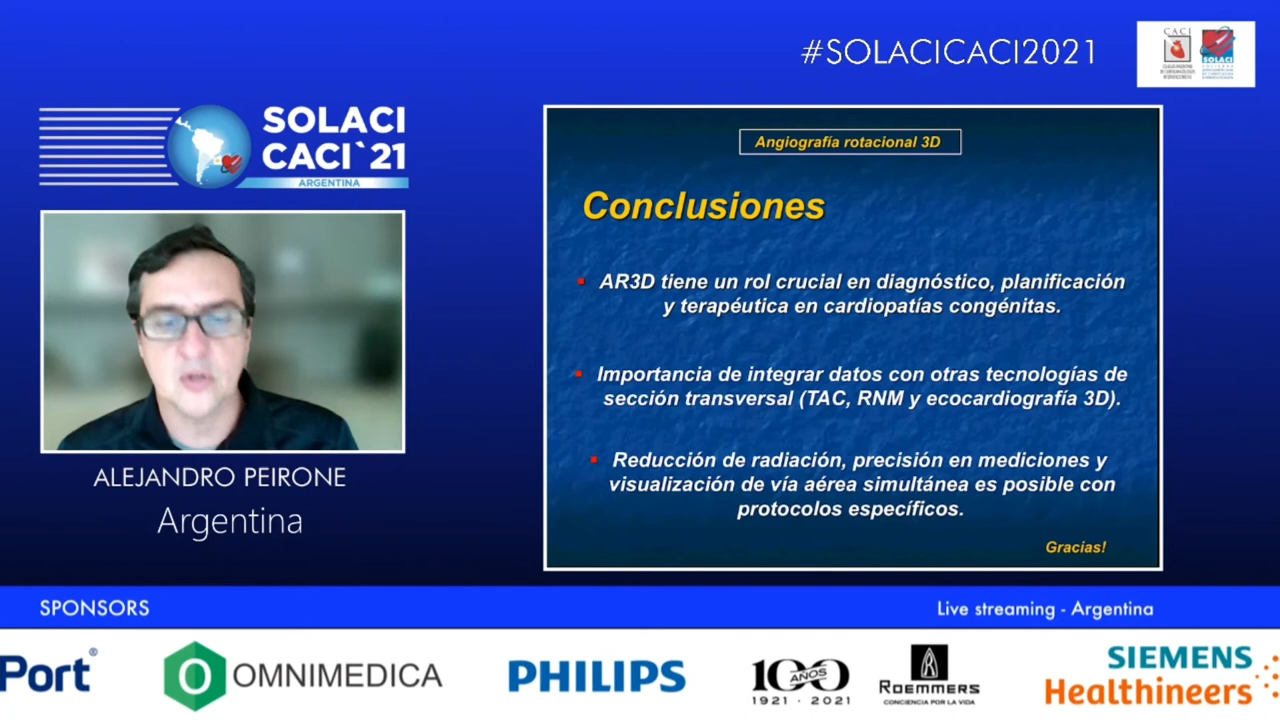 #SOLACICACI2021
CACI
SOLACI
SOLACI
CACI`21
ARGENTINA
Angiografía rotacional 3D
Conclusiones
AR3D tiene un rol crucial en diagnóstico, planificación
y terapéutica en cardiopatías congénitas.
Importancia de integrar datos con otras tecnologías de
sección transversal (TAC, RNM y ecocardiografía 3D).
Reducción de radiación, precisión en mediciones y
visualización de vía aérea simultánea es posible con
protocolos específicos.
Gracias!
ALEJANDRO PEIRONE
Argentina
SPONSORS
Live streaming - Argentina
Port®
OMNIMEDICA
PHILIPS
100 AÑOS
1921 · 2021
ROEMMERS
CONCIENCIA POR LA VIDA
SIEMENS
Healthineers